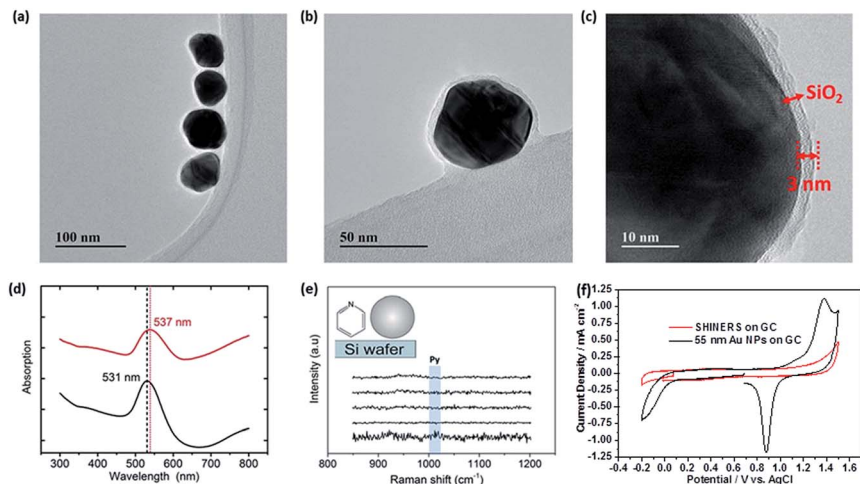 (a)
100 nm
(b)
50 nm
(c)
SiO2
3 nm
10 nm
(d)
537 nm
531 nm
Absorption
300 400 500 600 700 800
Wavelength (nm)
(e)
N
Si wafer
Py
Intensity (a.u)
850 900 1000 1100 1200
Raman shift (cm-1)
(f)
1.25
1.00
0.75
0.50
0.25
0.00
-0.25
-0.50
-0.75
-1.00
-1.25
SHINERS on GC
55 nm Au NPs on GC
Current Density / mA cm-2
-0.4 -0.2 0.0 0.2 0.4 0.6 0.8 1.0 1.2 1.4 1.6
Potential / V vs. AgCl